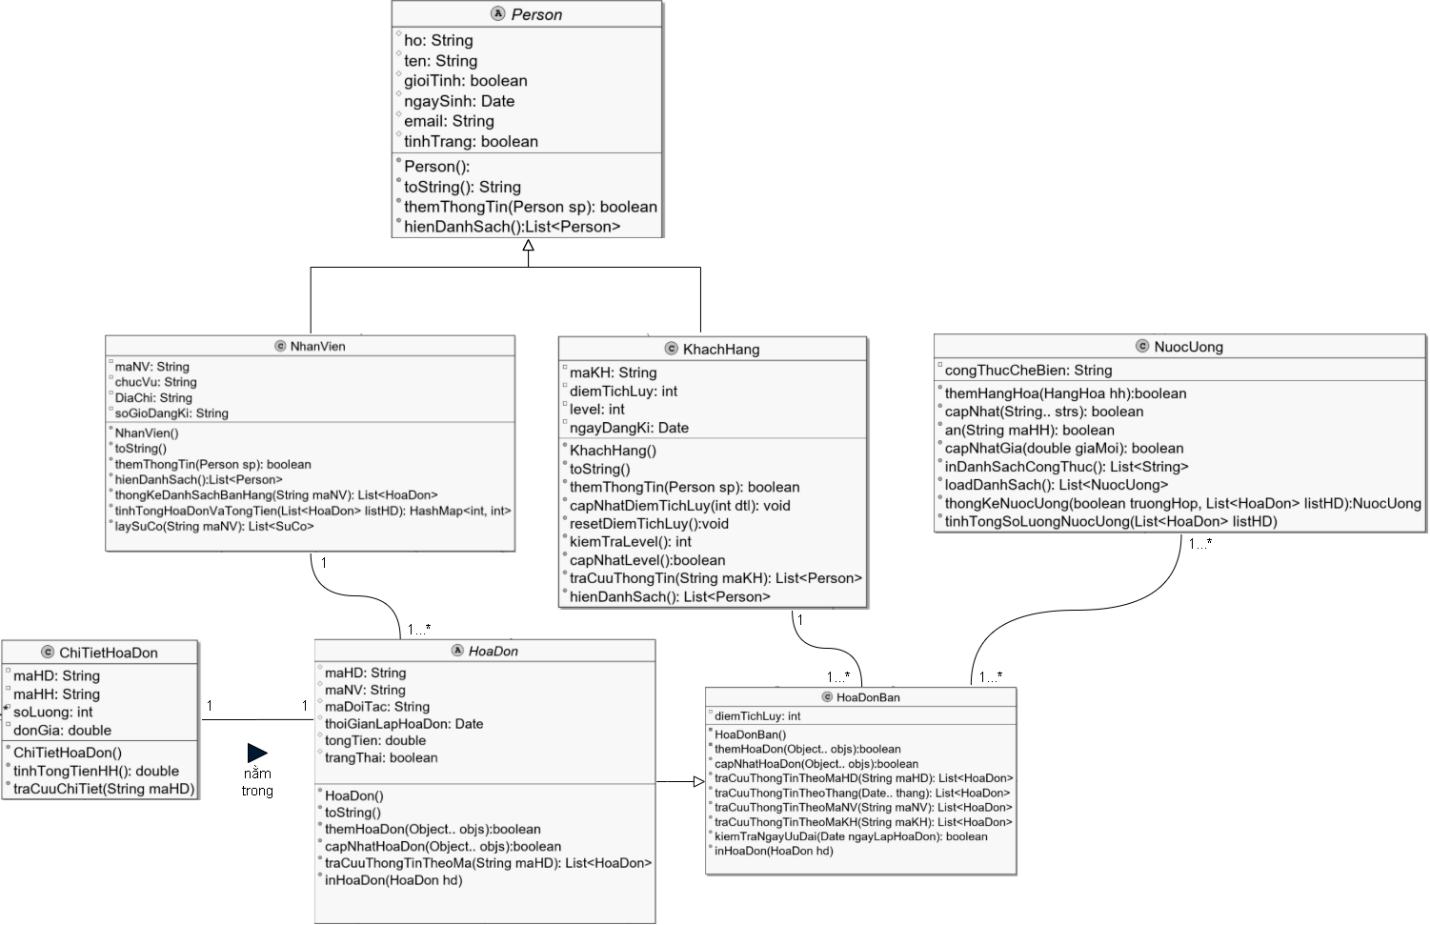 A Person
ho: String
ten: String
gioiTinh: boolean
ngaySinh: Date
email: String
tinhTrang: boolean
Person():
toString(): String
themThongTin(Person sp): boolean
hienDanhSach():List<Person>
C NhanVien
maNV: String
chucVu: String
DiaChi: String
soGioDangKi: String
NhanVien()
toString()
themThongTin(Person sp): boolean
hienDanhSach():List<Person>
thongKeDanhSachBanHang(String maNV): List<HoaDon>
tinhTongHoaDonVaTongTien(List<HoaDon> listHD): HashMap<int, int>
laySuCo(String maNV): List<SuCo>
C KhachHang
maKH: String
diemTichLuy: int
level: int
ngayDangKi: Date
KhachHang()
toString()
themThongTin(Person sp): boolean
capNhatDiemTichLuy(int dtl): void
resetDiemTichLuy():void
kiemTraLevel(): int
capNhatLevel():boolean
traCuuThongTin(String maKH): List<Person>
hienDanhSach(): List<Person>
C NuocUong
congThucCheBien: String
themHangHoa(HangHoa hh):boolean
capNhat(String.. strs): boolean
an(String maHH): boolean
capNhatGia(double giaMoi): boolean
inDanhSachCongThuc(): List<String>
loadDanhSach(): List<NuocUong>
thongKeNuocUong(boolean truongHop, List<HoaDon> listHD):NuocUong
tinhTongSoLuongNuocUong(List<HoaDon> listHD)
1
1...*
1
1...*
1...*
1...*
C ChiTietHoaDon
maHD: String
maHH: String
soLuong: int
donGia: double
ChiTietHoaDon()
tinhTongTienHH(): double
traCuuChiTiet(String maHD)
1
1
nằm
trong
A HoaDon
maHD: String
maNV: String
maDoiTac: String
thoiGianLapHoaDon: Date
tongTien: double
trangThai: boolean
HoaDon()
toString()
themHoaDon(Object.. objs):boolean
capNhatHoaDon(Object.. objs):boolean
traCuuThongTinTheoMa(String maHD): List<HoaDon>
inHoaDon(HoaDon hd)
C HoaDonBan
diemTichLuy: int
HoaDonBan()
themHoaDon(Object.. objs):boolean
capNhatHoaDon(Object.. objs):boolean
traCuuThongTinTheoMaHD(String maHD): List<HoaDon>
traCuuThongTinTheoThang(Date.. thang): List<HoaDon>
traCuuThongTinTheoMaNV(String maNV): List<HoaDon>
traCuuThongTinTheoMaKH(String maKH): List<HoaDon>
kiemTraNgayUuDai(Date ngayLapHoaDon): boolean
inHoaDon(HoaDon hd)